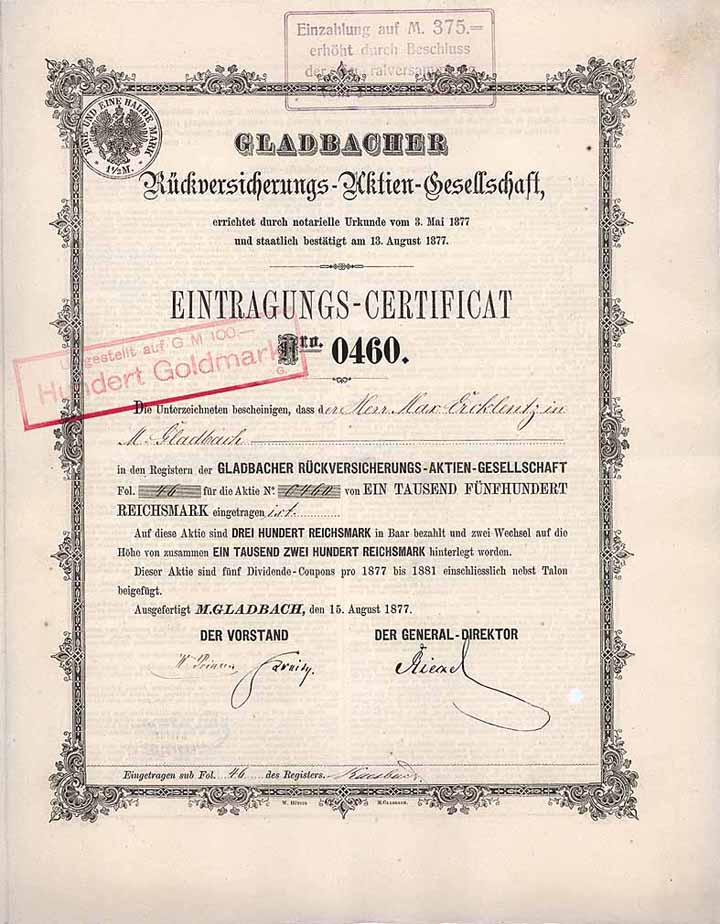 Einzahlung auf M. 375.=
erhöht durch Beschluss
der
EINE UND EINE HALBE MARK
1½ M.
GLADBACHER
Rückversicherungs-Aktien-Gesellschaft,
errichtet durch notarielle Urkunde vom 3. Mai 1877
und staatlich bestätigt am 13. August 1877.
EINTRAGUNGS-CERTIFICAT
Nro. 0460.
Umgestellt auf G M 100.—
Hundert Goldmark
G.
Die Unterzeichneten bescheinigen, dass der Herr Max Ercklentz in
M. Gladbach
in den Registern der GLADBACHER RÜCKVERSICHERUNGS-AKTIEN-GESELLSCHAFT
Fol. 46 für die Aktie No. 0460 von EIN TAUSEND FÜNFHUNDERT
REICHSMARK eingetragen ist.
Auf diese Aktie sind DREI HUNDERT REICHSMARK in Baar bezahlt und zwei Wechsel auf die
Höhe von zusammen EIN TAUSEND ZWEI HUNDERT REICHSMARK hinterlegt worden.
Dieser Aktie sind fünf Dividende-Coupons pro 1877 bis 1881 einschliesslich nebst Talon
beigefügt.
Ausgefertigt M.GLADBACH, den 15. August 1877.
DER VORSTAND DER GENERAL-DIREKTOR
W Prinzen
Eingetragen sub Fol. 46 des Registers.
M.GLADBACH.